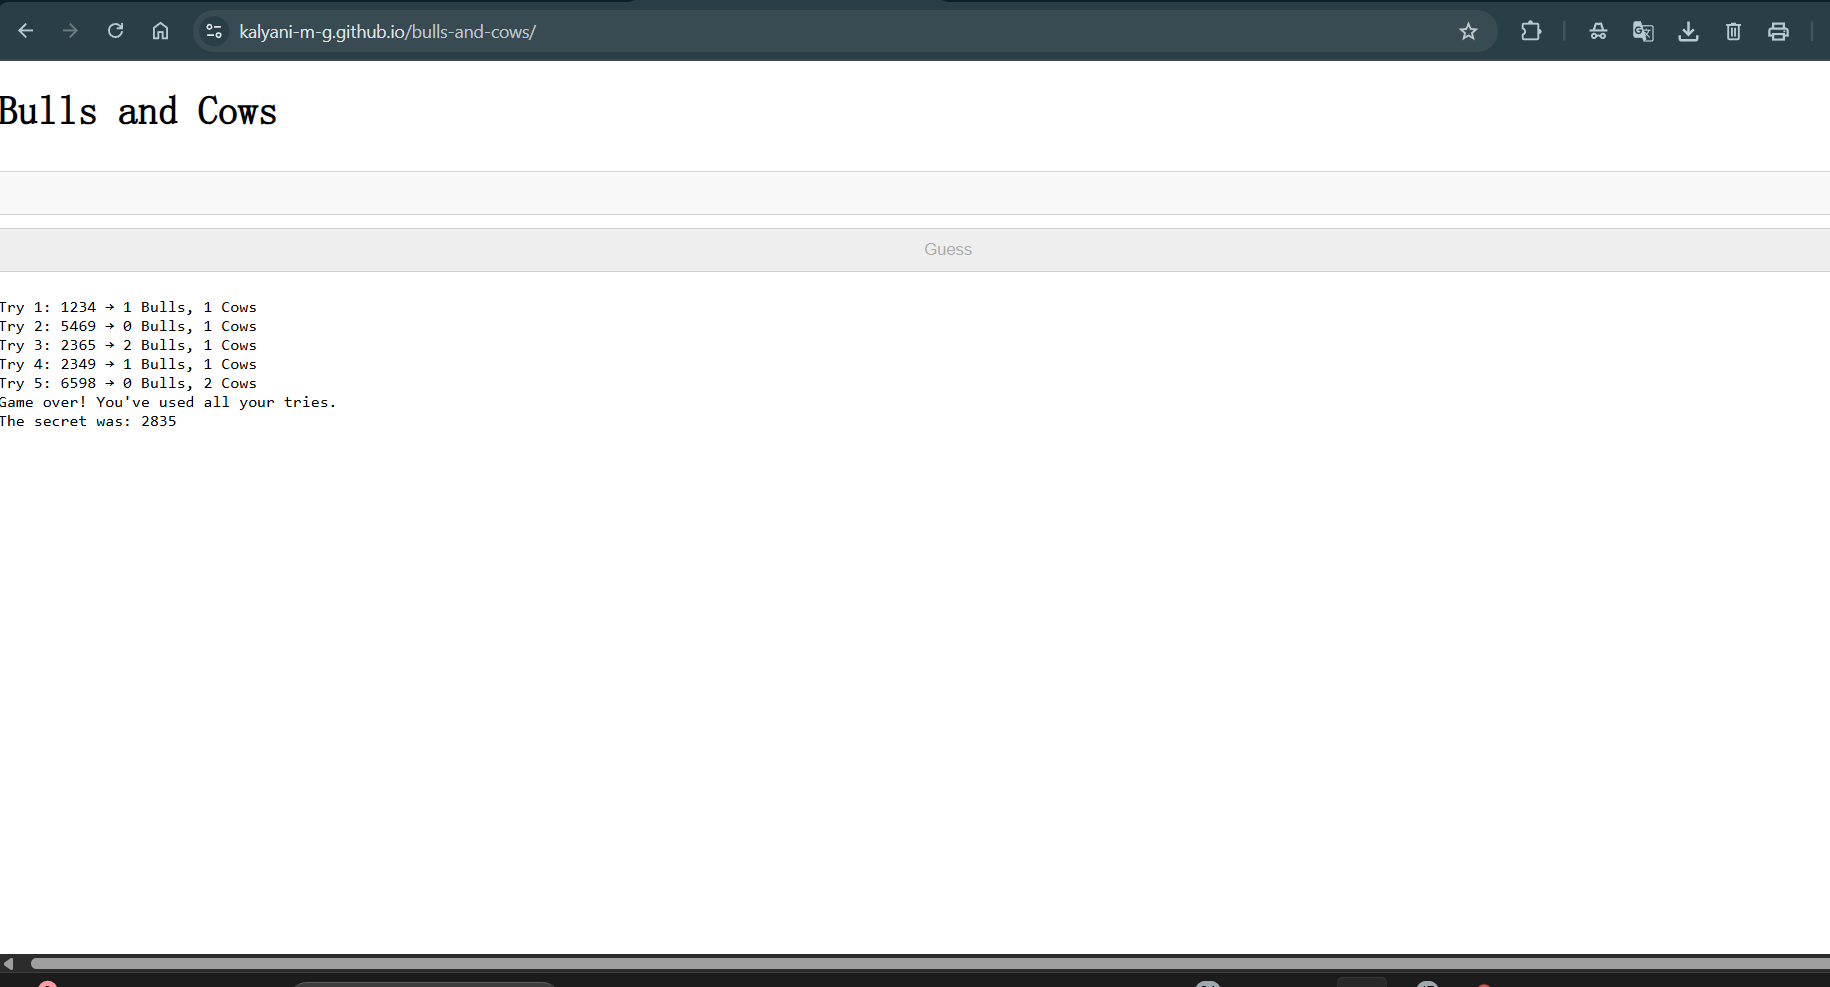 kalyani-m-g.github.io/bulls-and-cows/
Bulls and Cows
Guess
Try 1: 1234 → 1 Bulls, 1 Cows
Try 2: 5469 → 0 Bulls, 1 Cows
Try 3: 2365 → 2 Bulls, 1 Cows
Try 4: 2349 → 1 Bulls, 1 Cows
Try 5: 6598 → 0 Bulls, 2 Cows
Game over! You've used all your tries.
The secret was: 2835